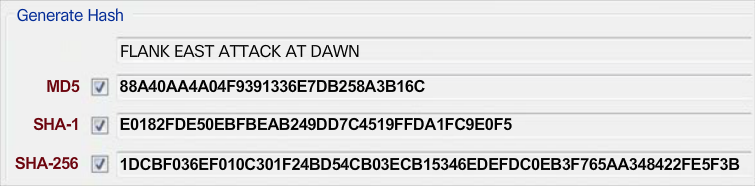 Generate Hash
FLANK EAST ATTACK AT DAWN
MD5 88A40AA4A04F9391336E7DB258A3B16C
SHA-1 E0182FDE50EBFBEAB249DD7C4519FFDA1FC9E0F5
SHA-256 1DCBF036EF010C301F24BD54CB03ECB15346EDEFDC0EB3F765AA348422FE5F3B